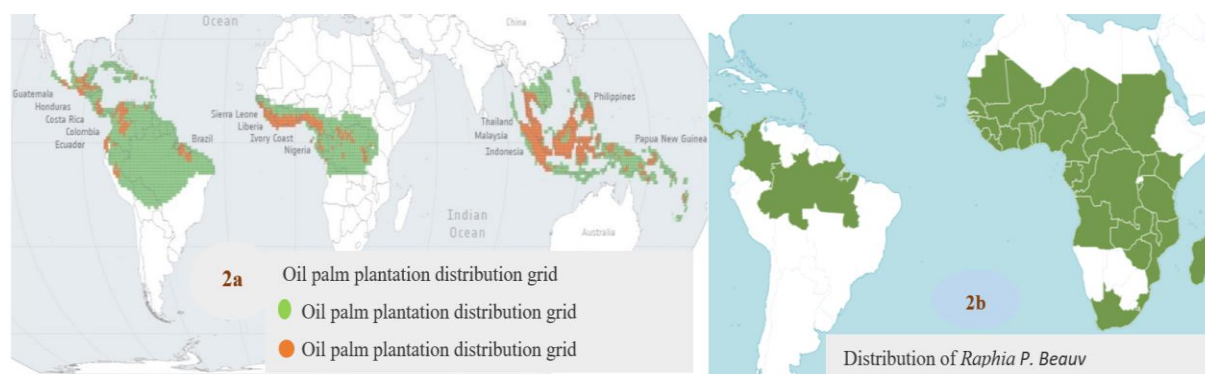 Ocean
China
Guatemala
Honduras
Costa Rica
Colombia
Ecuador
Brazil
Sierra Leone
Liberia
Ivory Coast
Nigeria
Philippines
Thailand
Malaysia
Indonesia
Papua New Guinea
Indian
Ocean
Australia
2a
Oil palm plantation distribution grid
Oil palm plantation distribution grid
Oil palm plantation distribution grid
2b
Distribution of Raphia P. Beauv